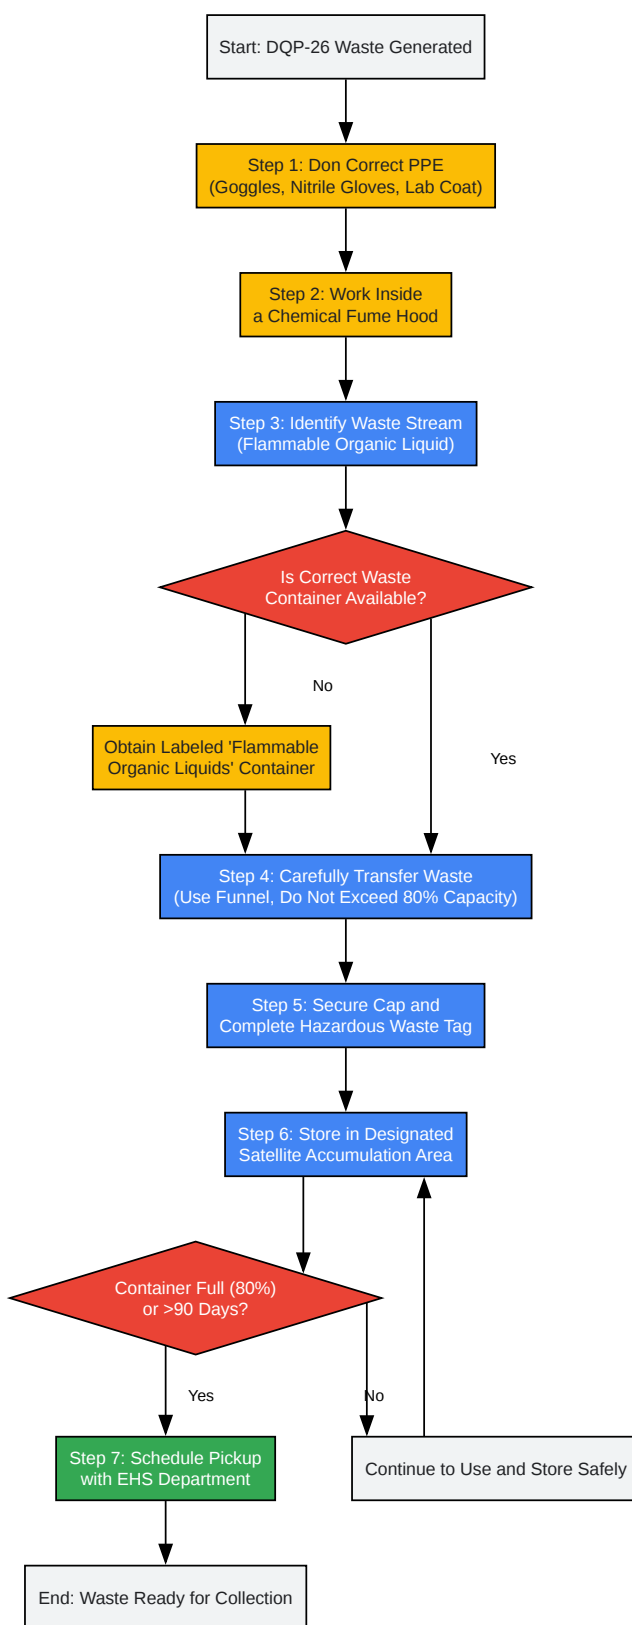 Start: DQP-26 Waste Generated
Step 1: Don Correct PPE
(Goggles, Nitrile Gloves, Lab Coat)
Step 2: Work Inside
a Chemical Fume Hood
Step 3: Identify Waste Stream
(Flammable Organic Liquid)
Is Correct Waste
Container Available?
No
Obtain Labeled 'Flammable
Organic Liquids' Container
Yes
Step 4: Carefully Transfer Waste
(Use Funnel, Do Not Exceed 80% Capacity)
Step 5: Secure Cap and
Complete Hazardous Waste Tag
Step 6: Store in Designated
Satellite Accumulation Area
Container Full (80%)
or >90 Days?
Yes
No
Step 7: Schedule Pickup
with EHS Department
Continue to Use and Store Safely
End: Waste Ready for Collection